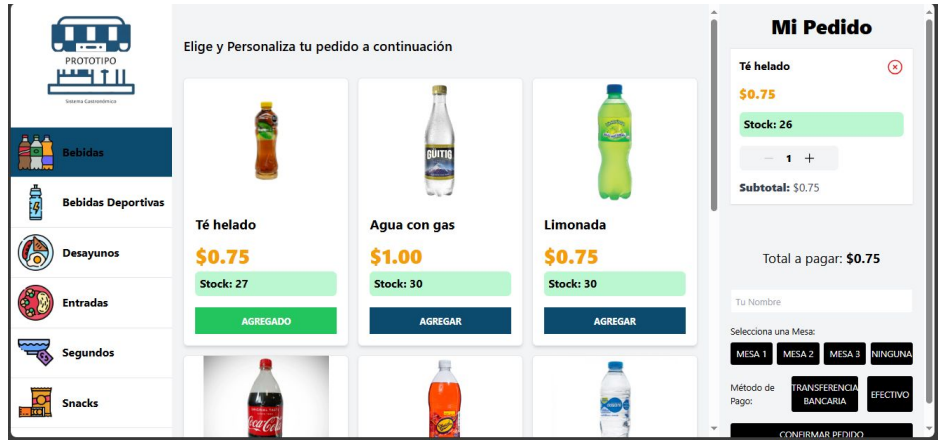 PROTOTIPO
Sistema Gastronómico
Bebidas
Bebidas Deportivas
Desayunos
Entradas
Segundos
Snacks
Elige y Personaliza tu pedido a continuación
Té helado
$0.75
Stock: 27
AGREGADO
GÜITIG
Agua con gas
$1.00
Stock: 30
AGREGAR
Limonada
$0.75
Stock: 30
AGREGAR
Coca-Cola
Mi Pedido
Té helado
$0.75
Stock: 26
— 1 +
Subtotal: $0.75
Total a pagar: $0.75
Tu Nombre
Selecciona una Mesa:
MESA 1 MESA 2 MESA 3 NINGUNA
Método de
Pago:
TRANSFERENCIA
BANCARIA
EFECTIVO
CONFIRMAR PEDIDO